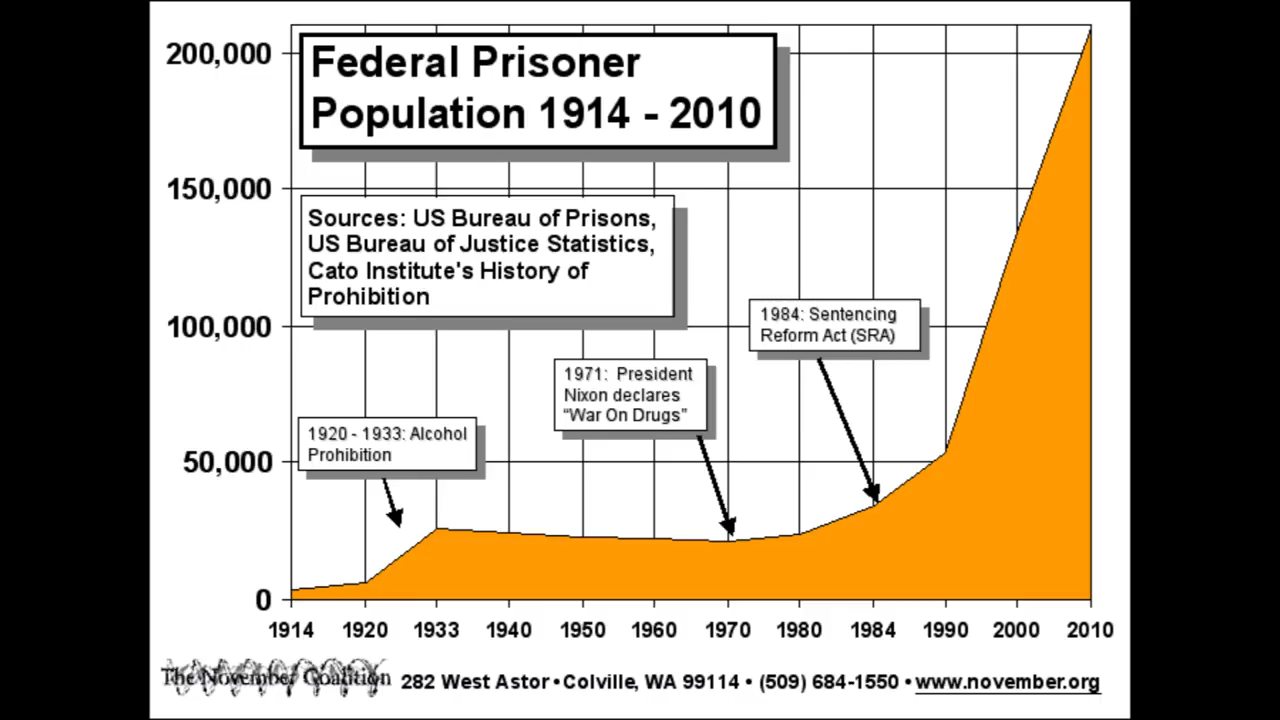 Federal Prisoner
Population 1914 - 2010
200,000
150,000
100,000
50,000
0
Sources: US Bureau of Prisons,
US Bureau of Justice Statistics,
Cato Institute's History of
Prohibition
1984: Sentencing
Reform Act (SRA)
1971: President
Nixon declares
“War On Drugs”
1920 - 1933: Alcohol
Prohibition
1914 1920 1933 1940 1950 1960 1970 1980 1984 1990 2000 2010
The November Coalition 282 West Astor • Colville, WA 99114 • (509) 684-1550 • www.november.org